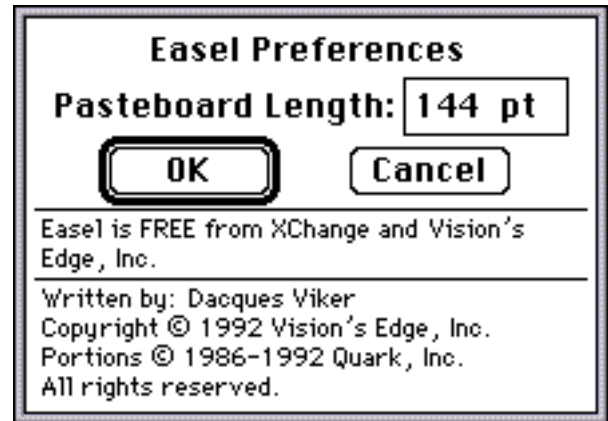 Easel Preferences
Pasteboard Length: 144 pt
OK Cancel
Easel is FREE from XChange and Vision's
Edge, Inc.
Written by: Dacques Viker
Copyright © 1992 Vision's Edge, Inc.
Portions © 1986-1992 Quark, Inc.
All rights reserved.